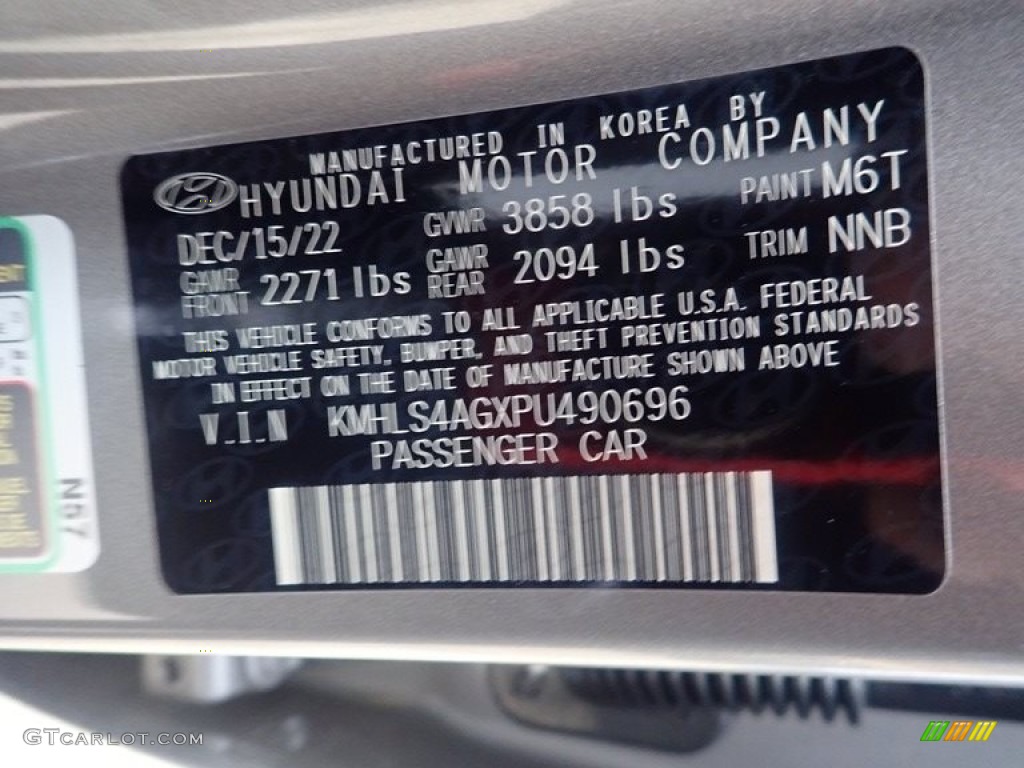 MANUFACTURED IN KOREA BY
HYUNDAI MOTOR COMPANY
DEC/15/22 GVWR 3858 lbs PAINT M6T
GAWR FRONT 2271 lbs GAWR REAR 2094 lbs TRIM NNB
THIS VEHICLE CONFORMS TO ALL APPLICABLE U.S.A. FEDERAL
MOTOR VEHICLE SAFETY, BUMPER, AND THEFT PREVENTION STANDARDS
IN EFFECT ON THE DATE OF MANUFACTURE SHOWN ABOVE
V.I.N KMHLS4AGXPU490696
PASSENGER CAR
N57
GTCARLOT.COM